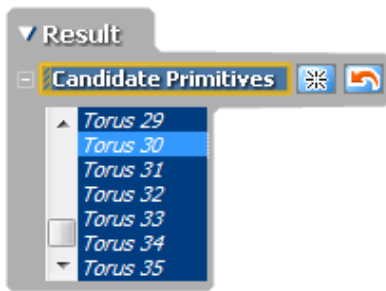 Result
Candidate Primitives
Torus 29
Torus 30
Torus 31
Torus 32
Torus 33
Torus 34
Torus 35